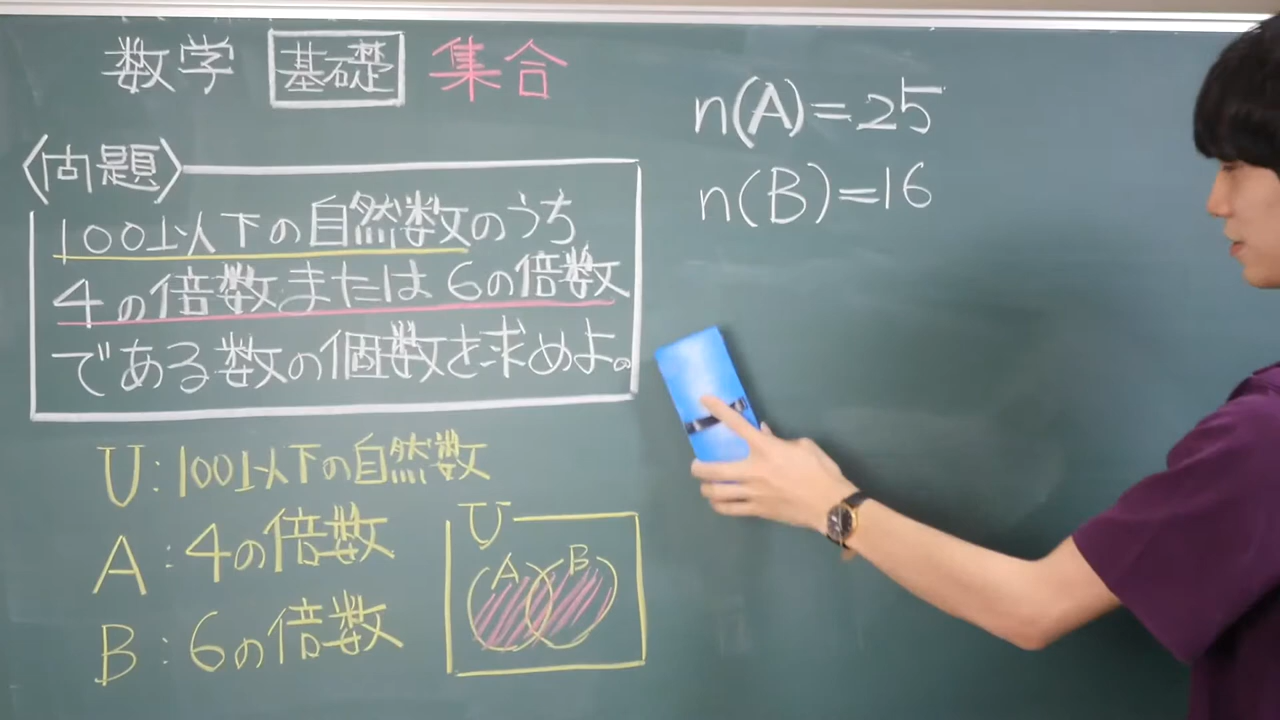 数学 基礎 集合
〈問題〉
100以下の自然数のうち
4の倍数または6の倍数
である数の個数を求めよ。
U:100以下の自然数
A:4の倍数
B:6の倍数
U
A B
n(A)=25
n(B)=16